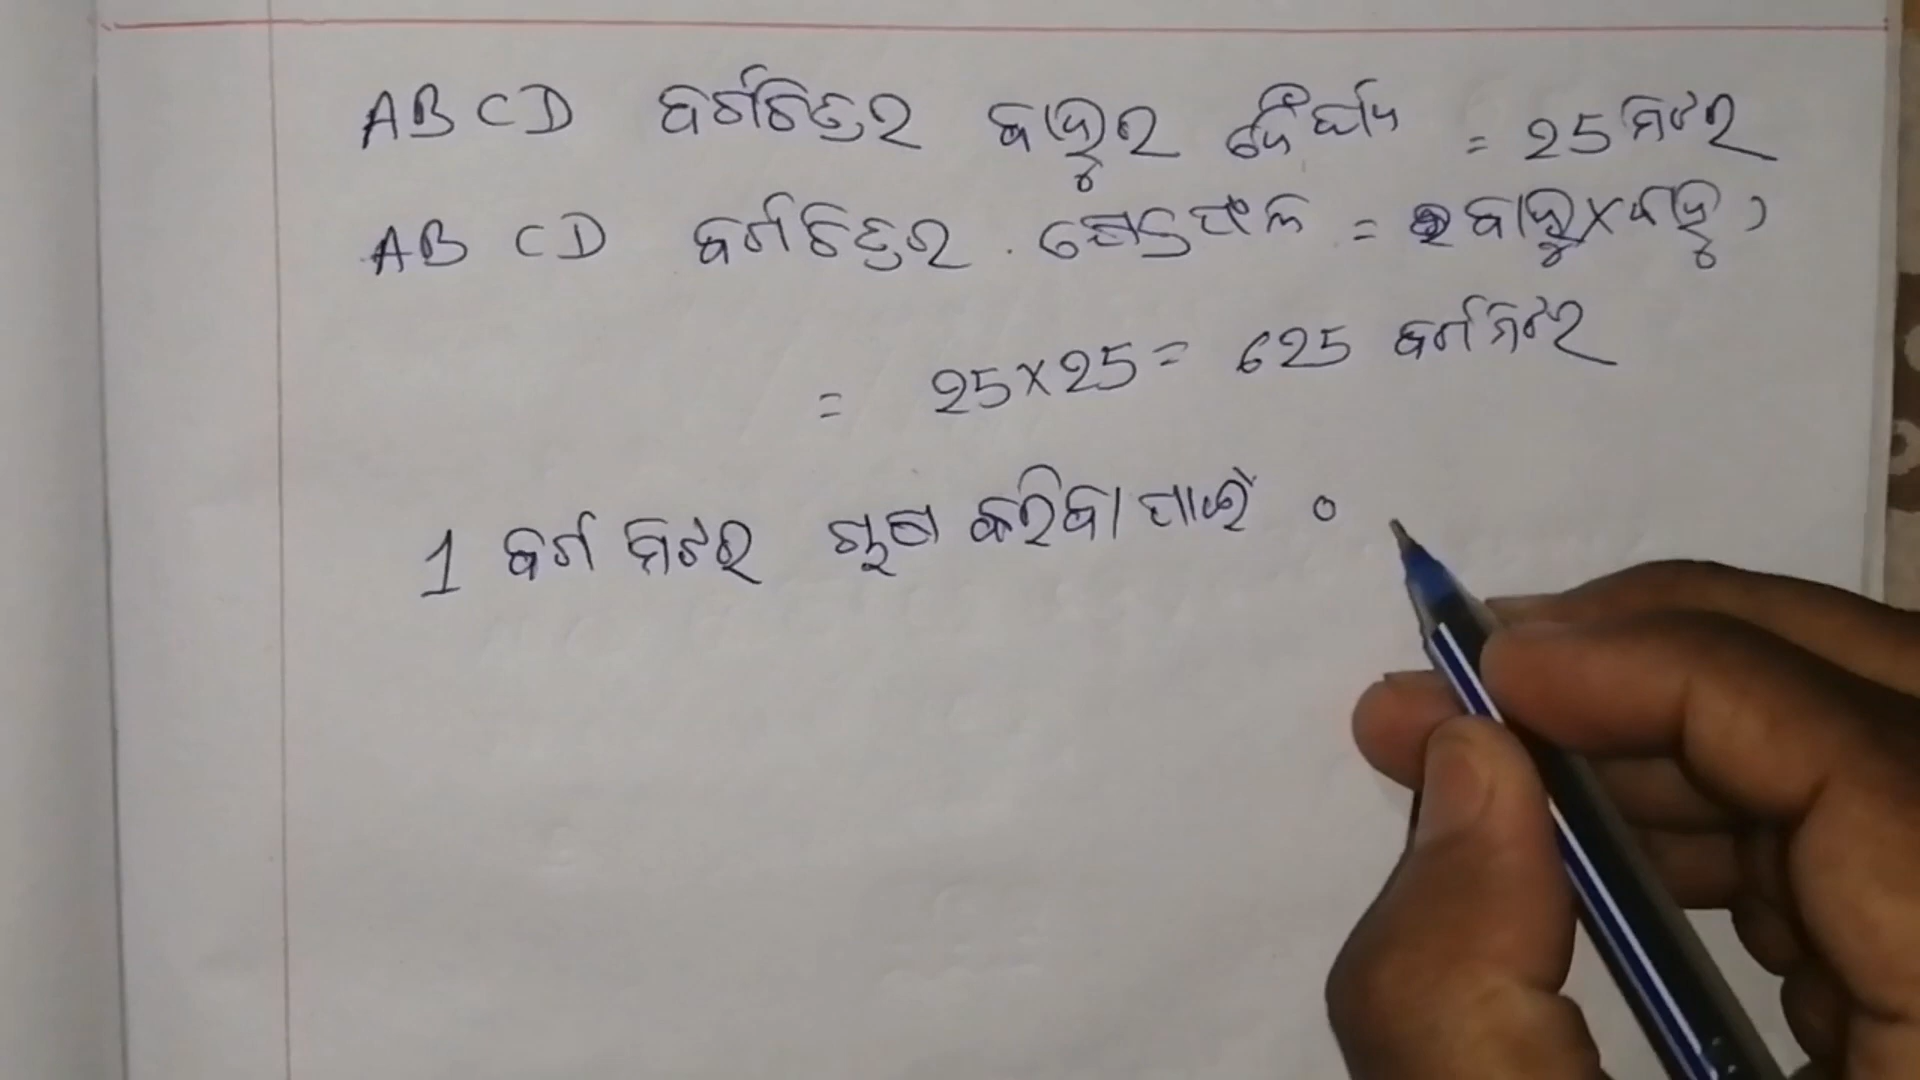 ABCD ବର୍ଗଚିତ୍ରର ବାହୁର ଦୈର୍ଘ୍ୟ = 25 ମିଟର
ABCD ବର୍ଗଚିତ୍ରର କ୍ଷେତ୍ରଫଳ = ବାହୁ × ବାହୁ
= 25×25 = 625 ବର୍ଗ ମିଟର
1 ବର୍ଗ ମିଟର ଚାଷ କରିବା ପାଇଁ 0